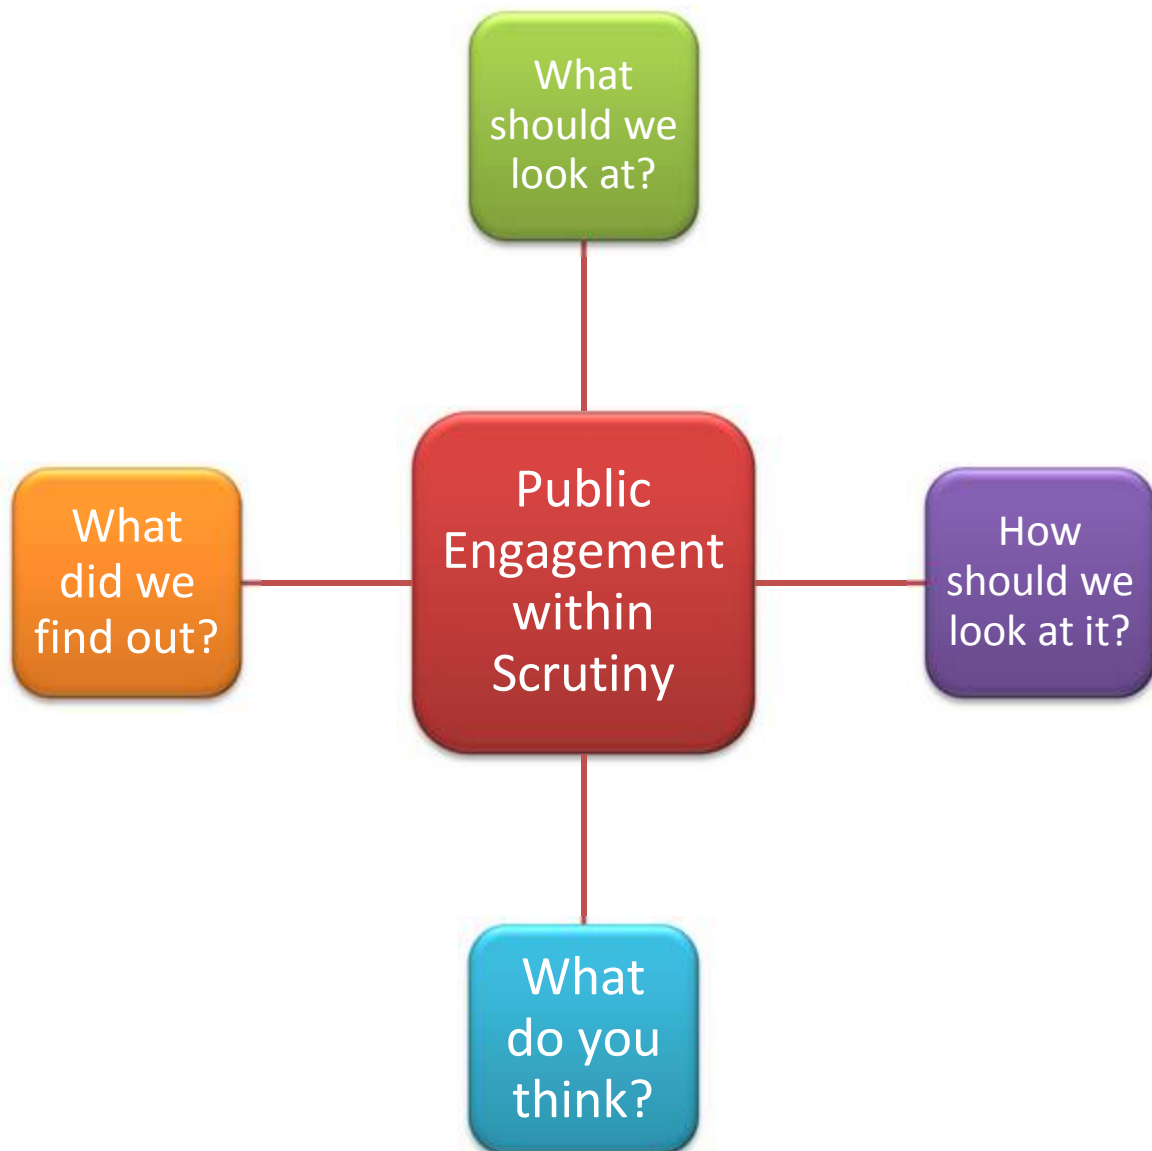 What
should we
look at?
Public
Engagement
within
Scrutiny
How
should we
look at it?
What
do you
think?
What
did we
find out?